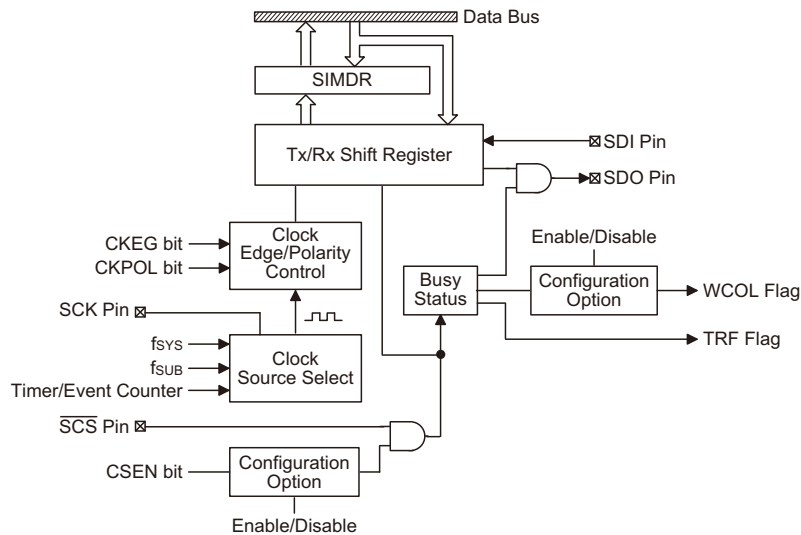 Data Bus
SIMDR
Tx/Rx Shift Register
SDI Pin
SDO Pin
CKEG bit
CKPOL bit
Clock
Edge/Polarity
Control
Enable/Disable
Busy
Status
Configuration
Option
WCOL Flag
SCK Pin
TRF Flag
fSYS
fSUB
Timer/Event Counter
Clock
Source Select
SCS Pin
CSEN bit
Configuration
Option
Enable/Disable